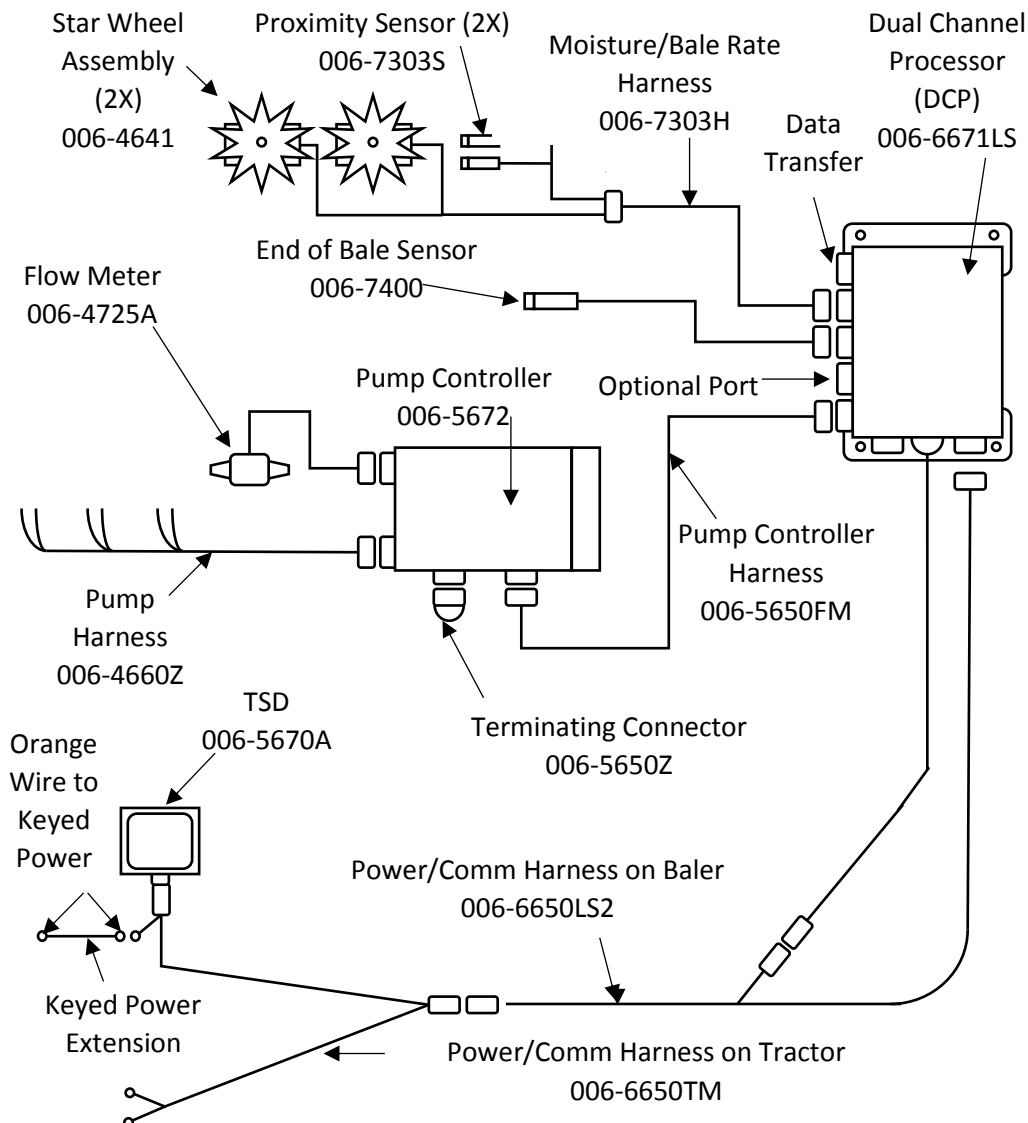 Star Wheel
Assembly
(2X)
006-4641
Proximity Sensor (2X)
006-7303S
Moisture/Bale Rate
Harness
006-7303H
Data
Transfer
Dual Channel
Processor
(DCP)
006-6671LS
End of Bale Sensor
006-7400
Flow Meter
006-4725A
Pump Controller
006-5672
Optional Port
Pump Controller
Harness
006-5650FM
Pump
Harness
006-4660Z
Terminating Connector
006-5650Z
TSD
006-5670A
Orange
Wire to
Keyed
Power
Power/Comm Harness on Baler
006-6650LS2
Keyed Power
Extension
Power/Comm Harness on Tractor
006-6650TM